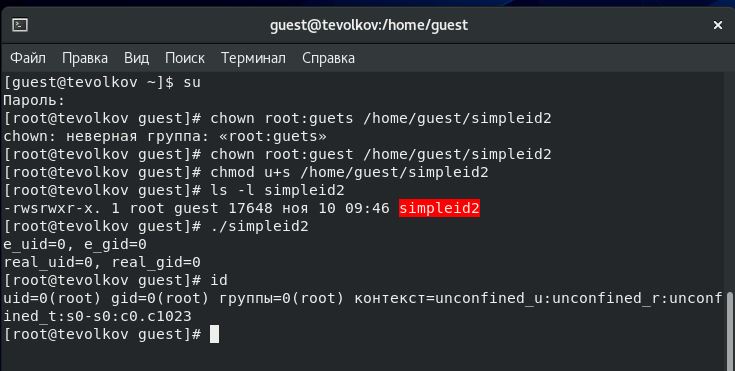 guest@tevolkov:/home/guest
Файл Правка Вид Поиск Терминал Справка
[guest@tevolkov ~]$ su
Пароль:
[root@tevolkov guest]# chown root:guets /home/guest/simpleid2
chown: неверная группа: «root:guets»
[root@tevolkov guest]# chown root:guest /home/guest/simpleid2
[root@tevolkov guest]# chmod u+s /home/guest/simpleid2
[root@tevolkov guest]# ls -l simpleid2
-rwsrwxr-x. 1 root guest 17648 ноя 10 09:46 simpleid2
[root@tevolkov guest]# ./simpleid2
e_uid=0, e_gid=0
real_uid=0, real_gid=0
[root@tevolkov guest]# id
uid=0(root) gid=0(root) группы=0(root) контекст=unconfined_u:unconfined_r:unconf
ined_t:s0-s0:c0.c1023
[root@tevolkov guest]#